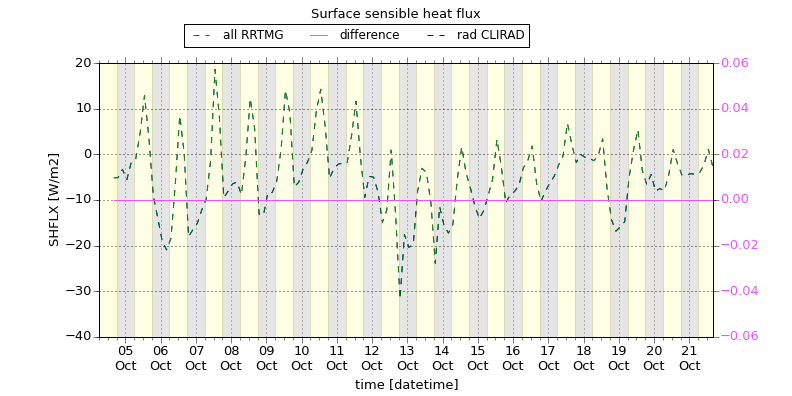 Surface sensible heat flux
all RRTMG difference rad CLIRAD
20 0.06
10 0.04
0 0.02
−10 0.00
−20 −0.02
−30 −0.04
−40 −0.06
SHFLX [W/m2]
05 06 07 08 09 10 11 12 13 14 15 16 17 18 19 20 21
Oct Oct Oct Oct Oct Oct Oct Oct Oct Oct Oct Oct Oct Oct Oct Oct Oct
time [datetime]